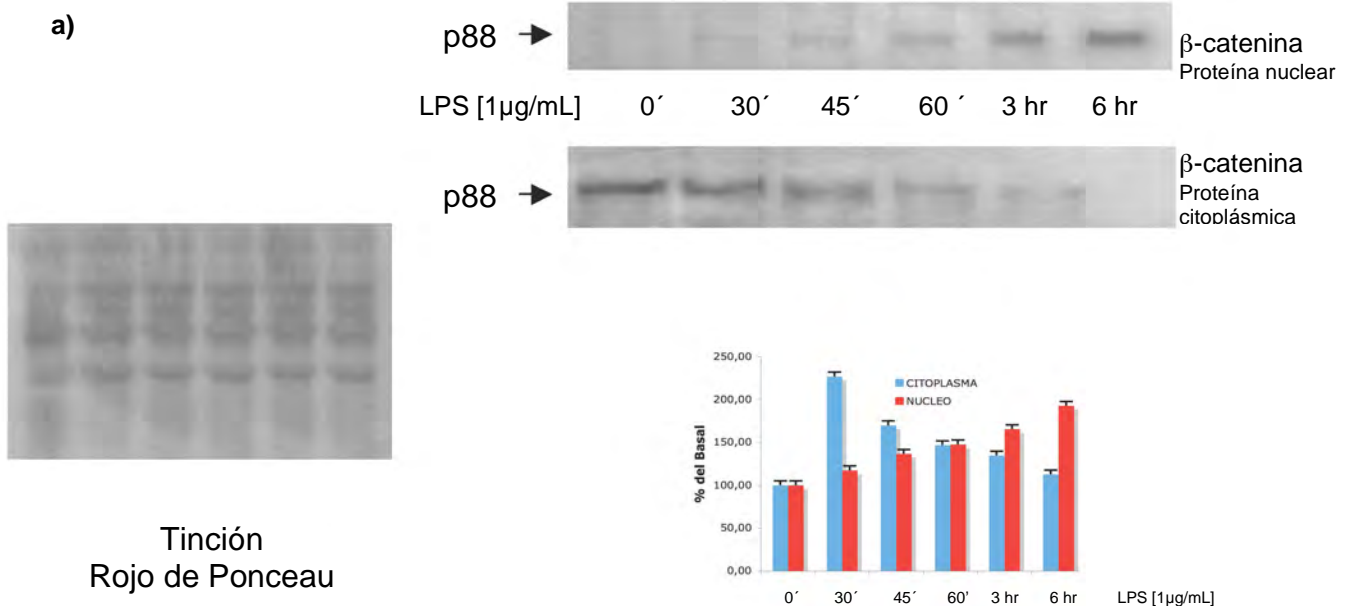 a)
p88
β-catenina
Proteína nuclear
LPS [1µg/mL] 0´ 30´ 45´ 60 ´ 3 hr 6 hr
p88
β-catenina
Proteína
citoplásmica
Tinción
Rojo de Ponceau
250,00
200,00
150,00
100,00
50,00
0,00
% del Basal
CITOPLASMA
NUCLEO
0´ 30´ 45´ 60' 3 hr 6 hr LPS [1µg/mL]